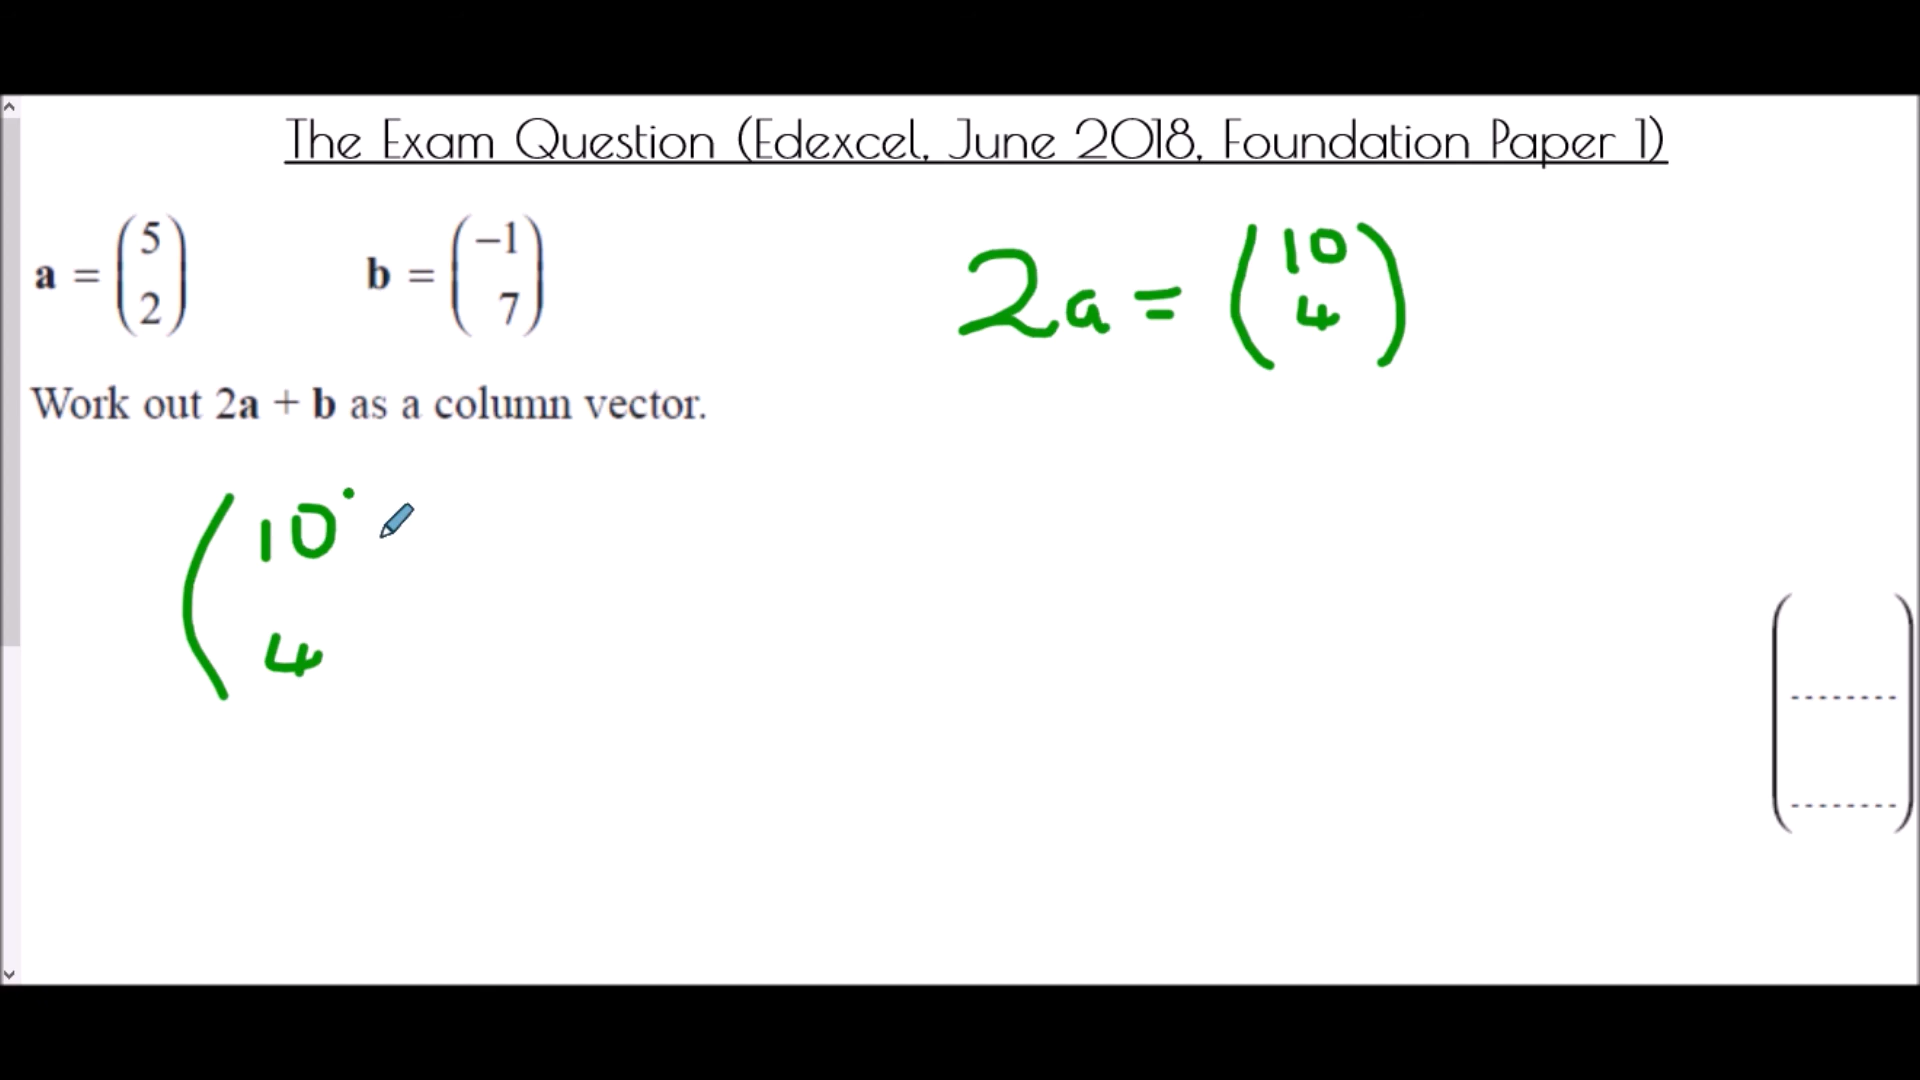 The Exam Question (Edexcel, June 2018, Foundation Paper 1)
a = (5 2) b = (−1 7)
2a = (10 4)
Work out 2a + b as a column vector.
(10
4